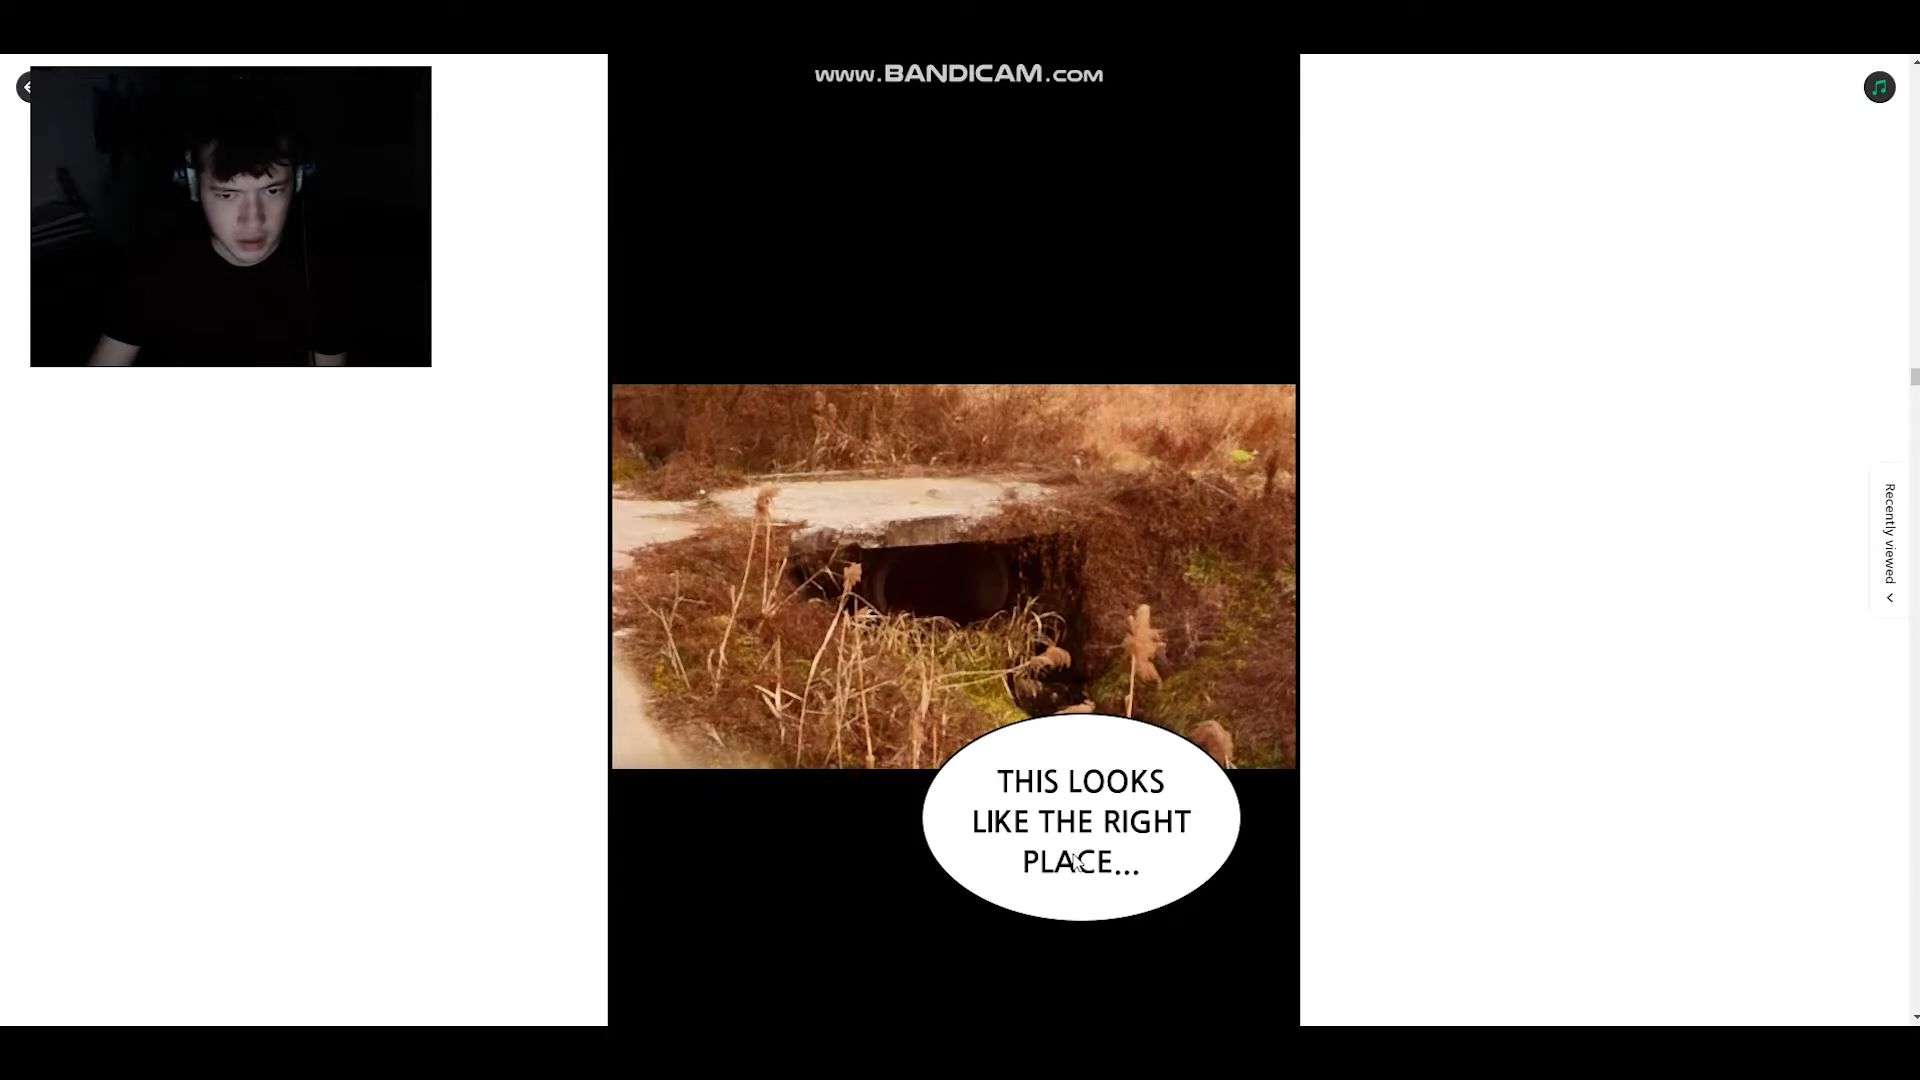 www.BANDICAM.com
Recently viewed
THIS LOOKS
LIKE THE RIGHT
PLACE...